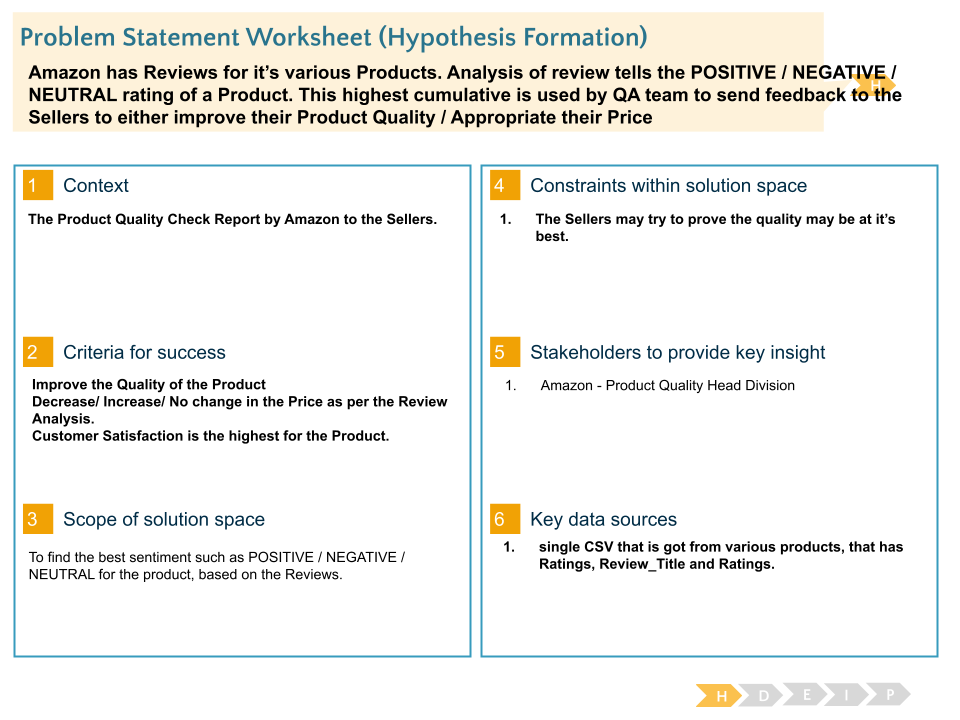 Problem Statement Worksheet (Hypothesis Formation)
Amazon has Reviews for it's various Products. Analysis of review tells the POSITIVE / NEGATIVE /
NEUTRAL rating of a Product. This highest cumulative is used by QA team to send feedback to the
Sellers to either improve their Product Quality / Appropriate their Price
H
1 Context
The Product Quality Check Report by Amazon to the Sellers.
2 Criteria for success
Improve the Quality of the Product
Decrease/ Increase/ No change in the Price as per the Review
Analysis.
Customer Satisfaction is the highest for the Product.
3 Scope of solution space
To find the best sentiment such as POSITIVE / NEGATIVE /
NEUTRAL for the product, based on the Reviews.
4 Constraints within solution space
1. The Sellers may try to prove the quality may be at it's
best.
5 Stakeholders to provide key insight
1. Amazon - Product Quality Head Division
6 Key data sources
1. single CSV that is got from various products, that has
Ratings, Review_Title and Ratings.
H D E I P